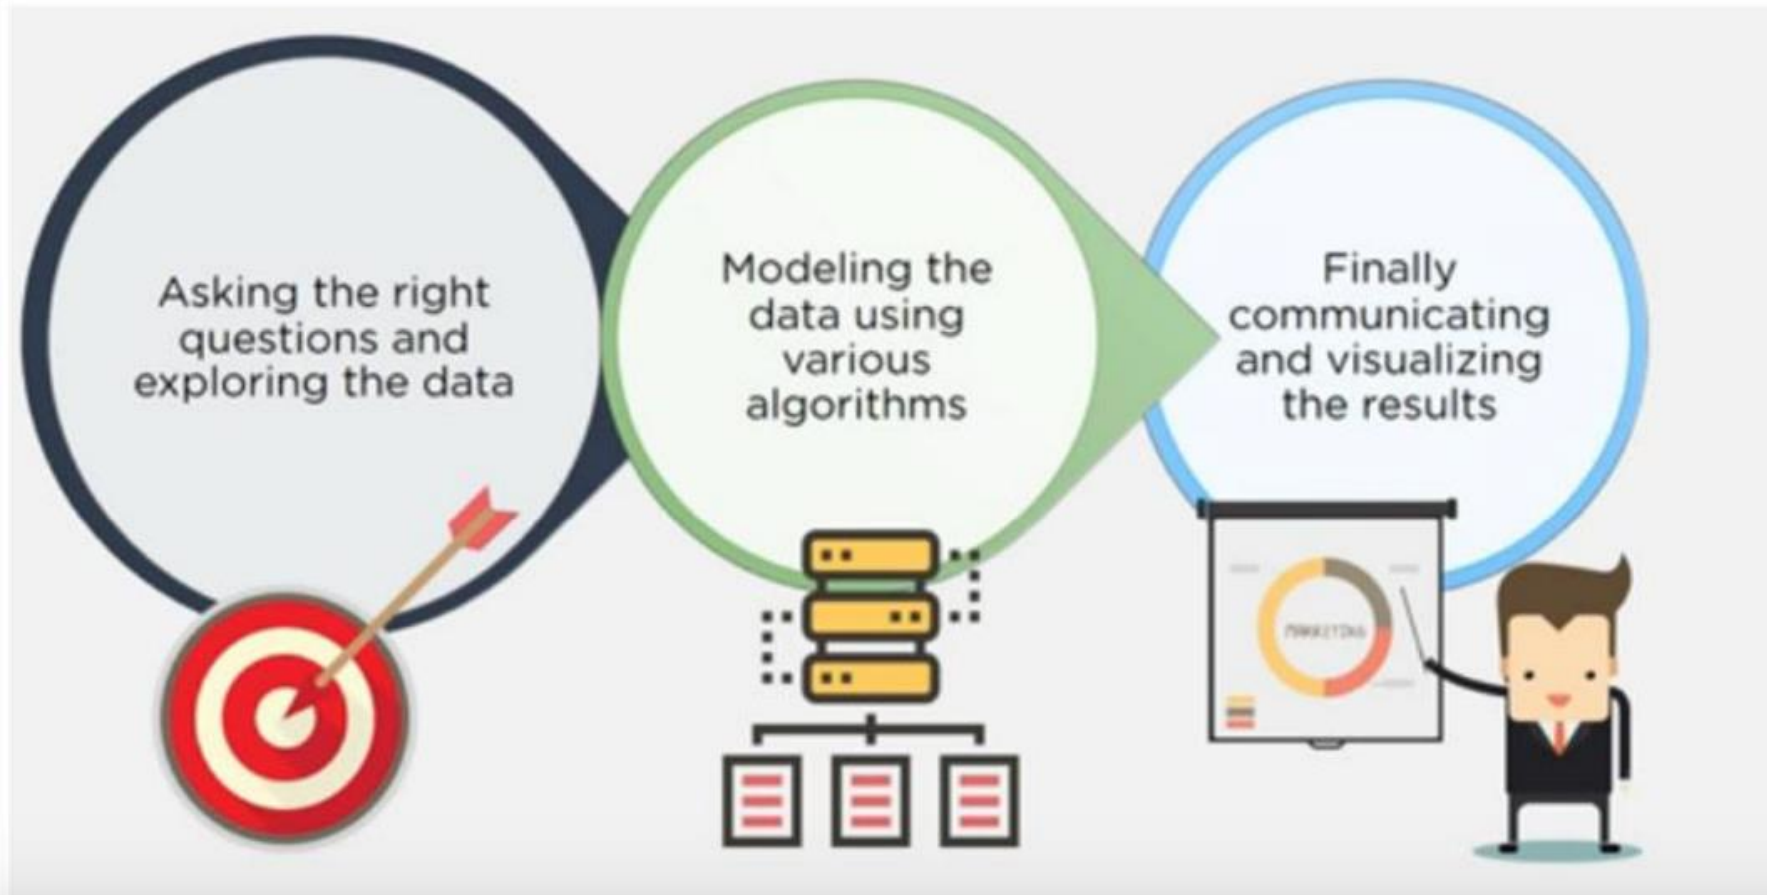 Asking the right
questions and
exploring the data
Modeling the
data using
various
algorithms
Finally
communicating
and visualizing
the results
MARKETING